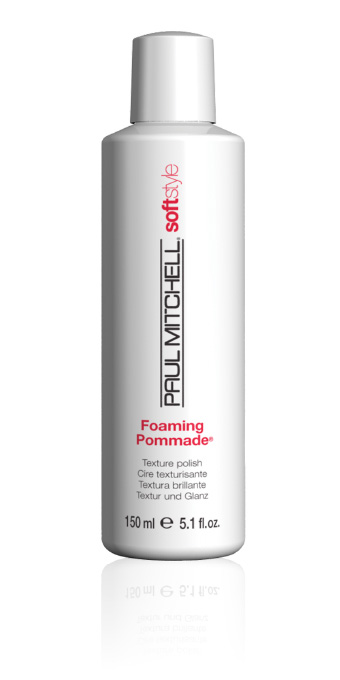 PAUL MITCHELL® softstyle
Foaming
Pommade®
Texture polish
Cire texturisante
Textura brillante
Textur und Glanz
150 ml ℮ 5.1 fl.oz.